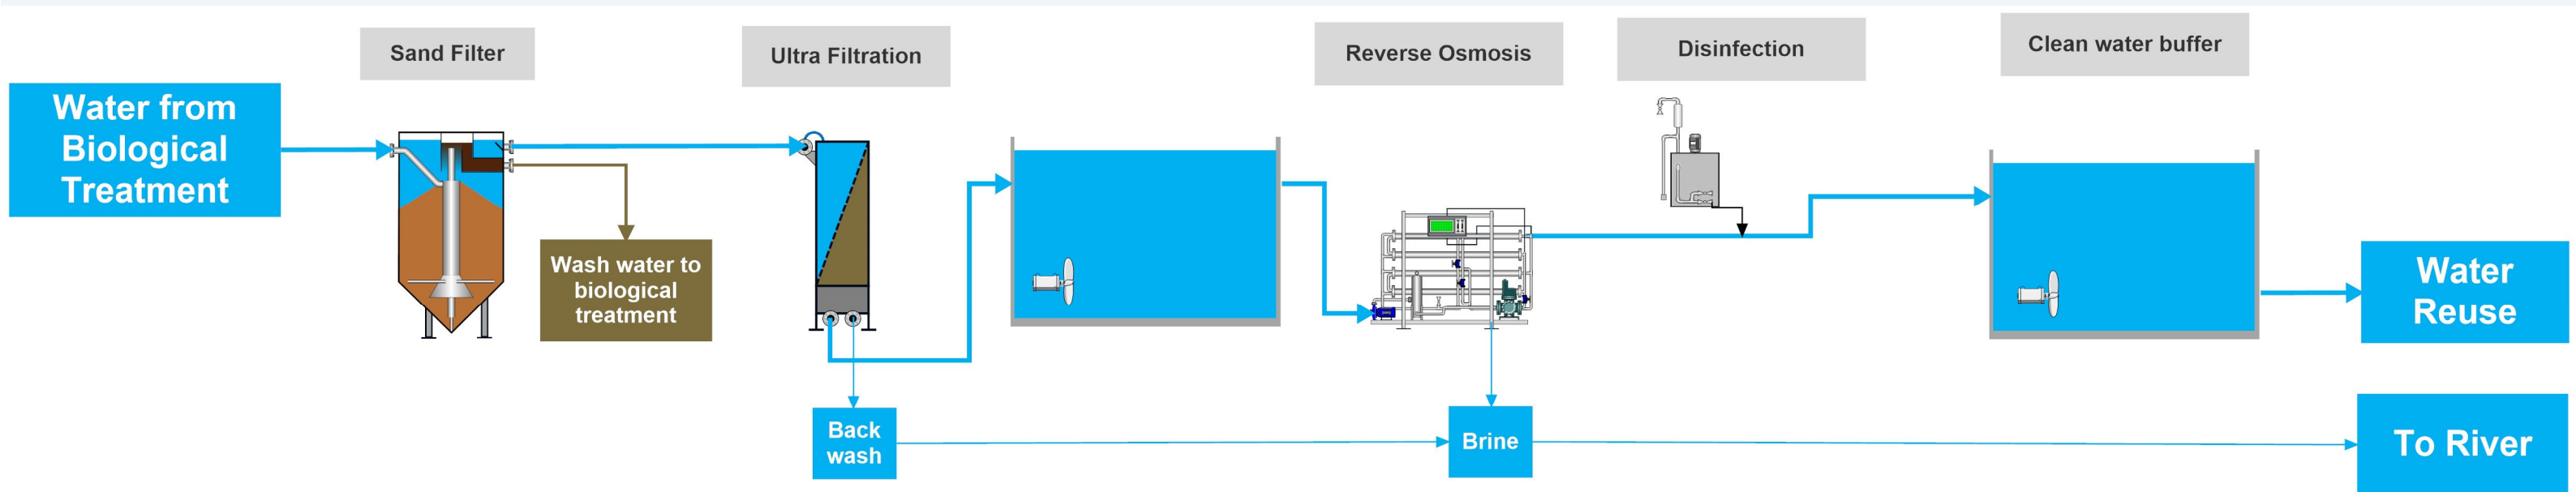 Sand Filter
Ultra Filtration
Reverse Osmosis
Disinfection
Clean water buffer
Water from
Biological
Treatment
Wash water to
biological
treatment
Water
Reuse
Back
wash
Brine
To River